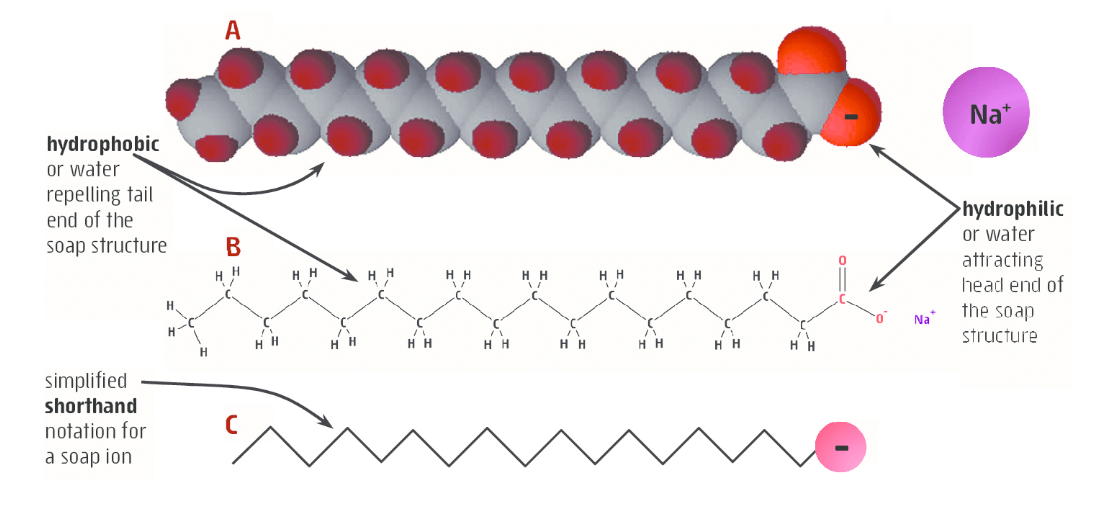 A
-
Na⁺
hydrophobic
or water
repelling tail
end of the
soap structure
hydrophilic
or water
attracting
head end of
the soap
structure
B
O
H H H H H H H H H H H H H H H H
C C C C C C C C C
H
H C C C C C C C C C O⁻ Na⁺
H H H H H H H H H H H H H H H H
H
simplified
shorthand
notation for
a soap ion
C
-